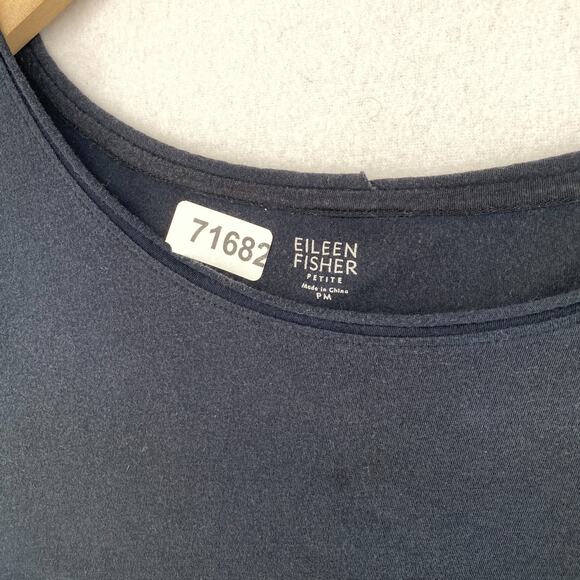 71682
EILEEN
FISHER
PETITE
Made in China
PM